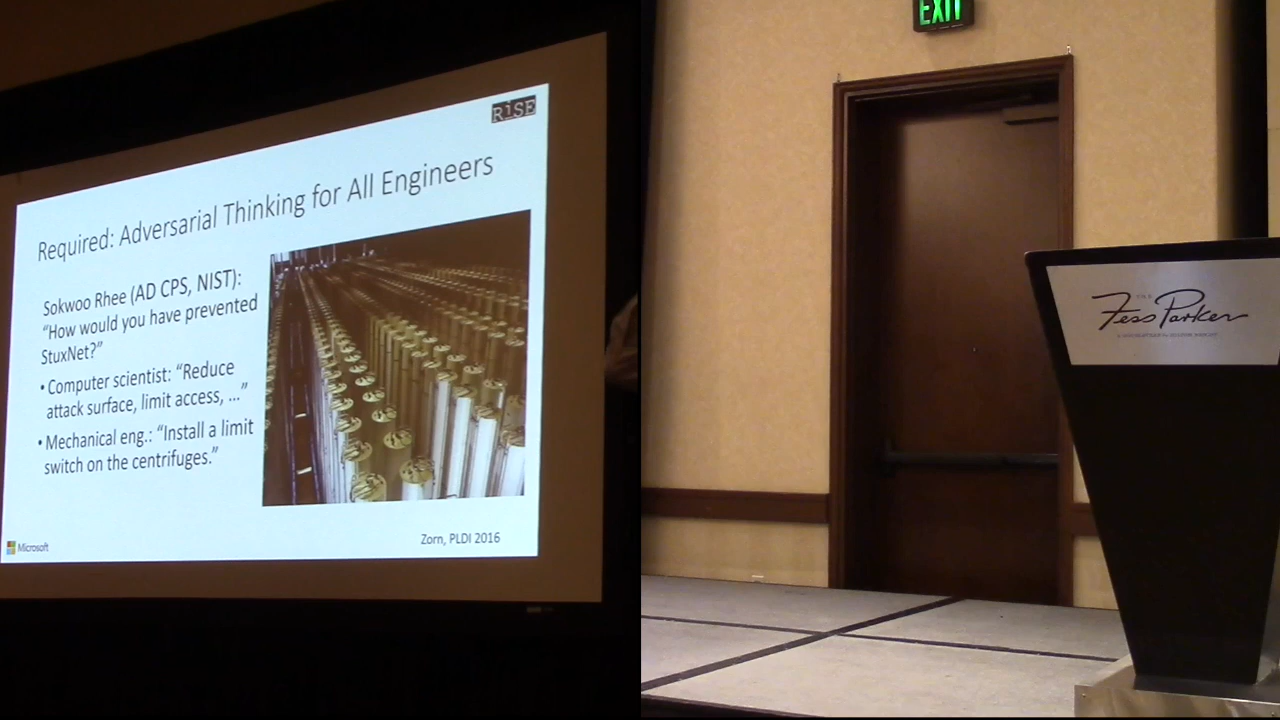 RiSE
Required: Adversarial Thinking for All Engineers
Sokwoo Rhee (AD CPS, NIST):
“How would you have prevented
StuxNet?”
• Computer scientist: “Reduce
attack surface, limit access, …”
• Mechanical eng.: “Install a limit
switch on the centrifuges.”
Microsoft
Zorn, PLDI 2016
EXIT
THE
Fess Parker